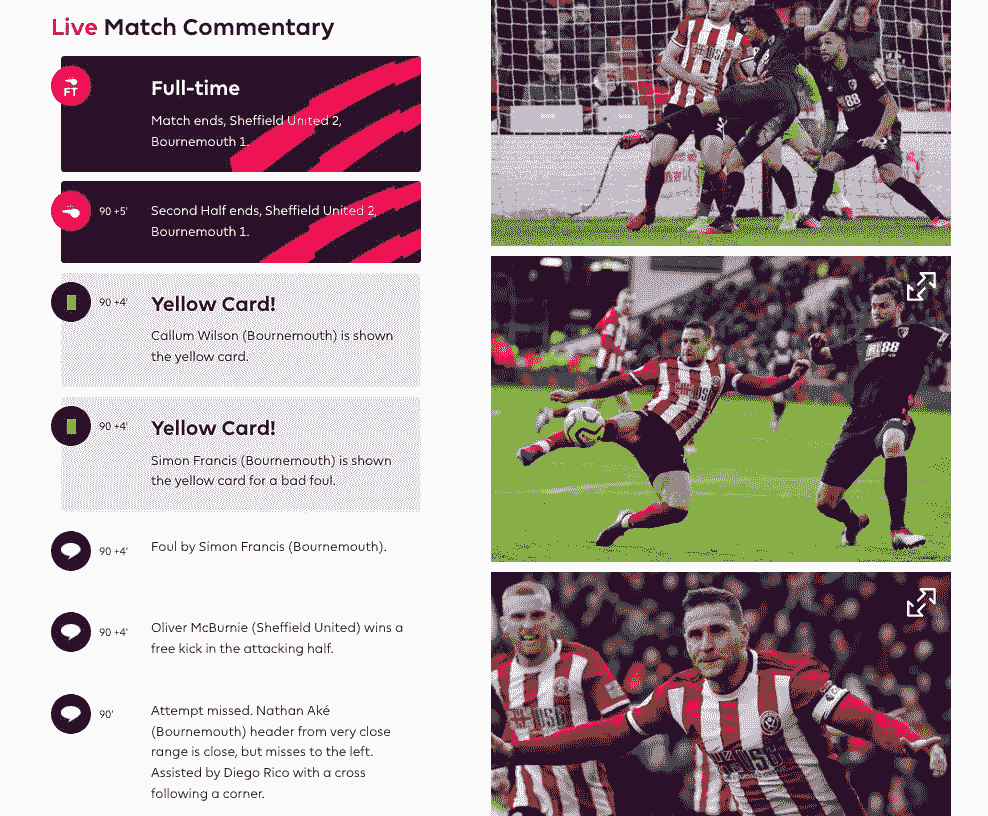 Live Match Commentary
FT
Full-time
Match ends, Sheffield United 2,
Bournemouth 1.
90 +5'
Second Half ends, Sheffield United 2,
Bournemouth 1.
90 +4'
Yellow Card!
Callum Wilson (Bournemouth) is shown
the yellow card.
90 +4'
Yellow Card!
Simon Francis (Bournemouth) is shown
the yellow card for a bad foul.
90 +4'
Foul by Simon Francis (Bournemouth).
90 +4'
Oliver McBurnie (Sheffield United) wins a
free kick in the attacking half.
90'
Attempt missed. Nathan Aké
(Bournemouth) header from very close
range is close, but misses to the left.
Assisted by Diego Rico with a cross
following a corner.